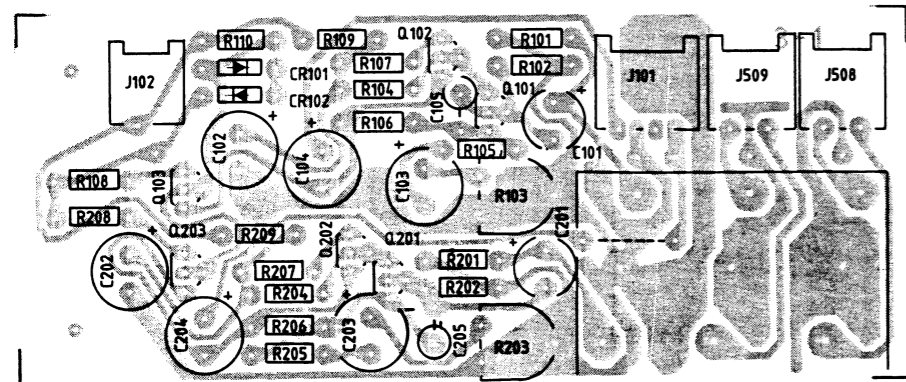 R110
R109
Q102
R101
J102
CR101
R107
R102
J101
J509
J508
CR102
R104
C105
Q101
+
+
+
R106
C102
C104
+
R105
C101
R108
Q103
C103
R103
R208
Q203
R209
Q202
Q201
C201
+
+
C202
R207
R201
R204
R202
+
+
C204
R206
C203
C205
R203
R205